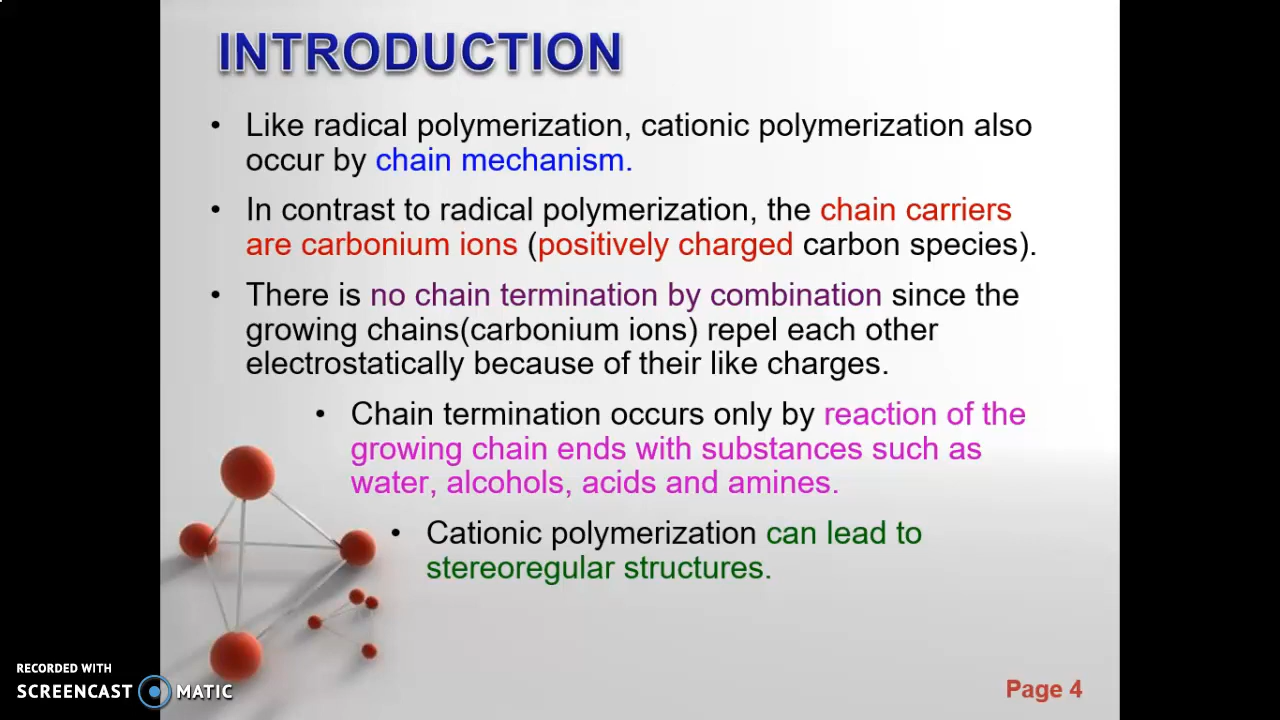 INTRODUCTION
• Like radical polymerization, cationic polymerization also
occur by chain mechanism.
• In contrast to radical polymerization, the chain carriers
are carbonium ions (positively charged carbon species).
• There is no chain termination by combination since the
growing chains(carbonium ions) repel each other
electrostatically because of their like charges.
• Chain termination occurs only by reaction of the
growing chain ends with substances such as
water, alcohols, acids and amines.
• Cationic polymerization can lead to
stereoregular structures.
RECORDED WITH
SCREENCAST MATIC
Page 4